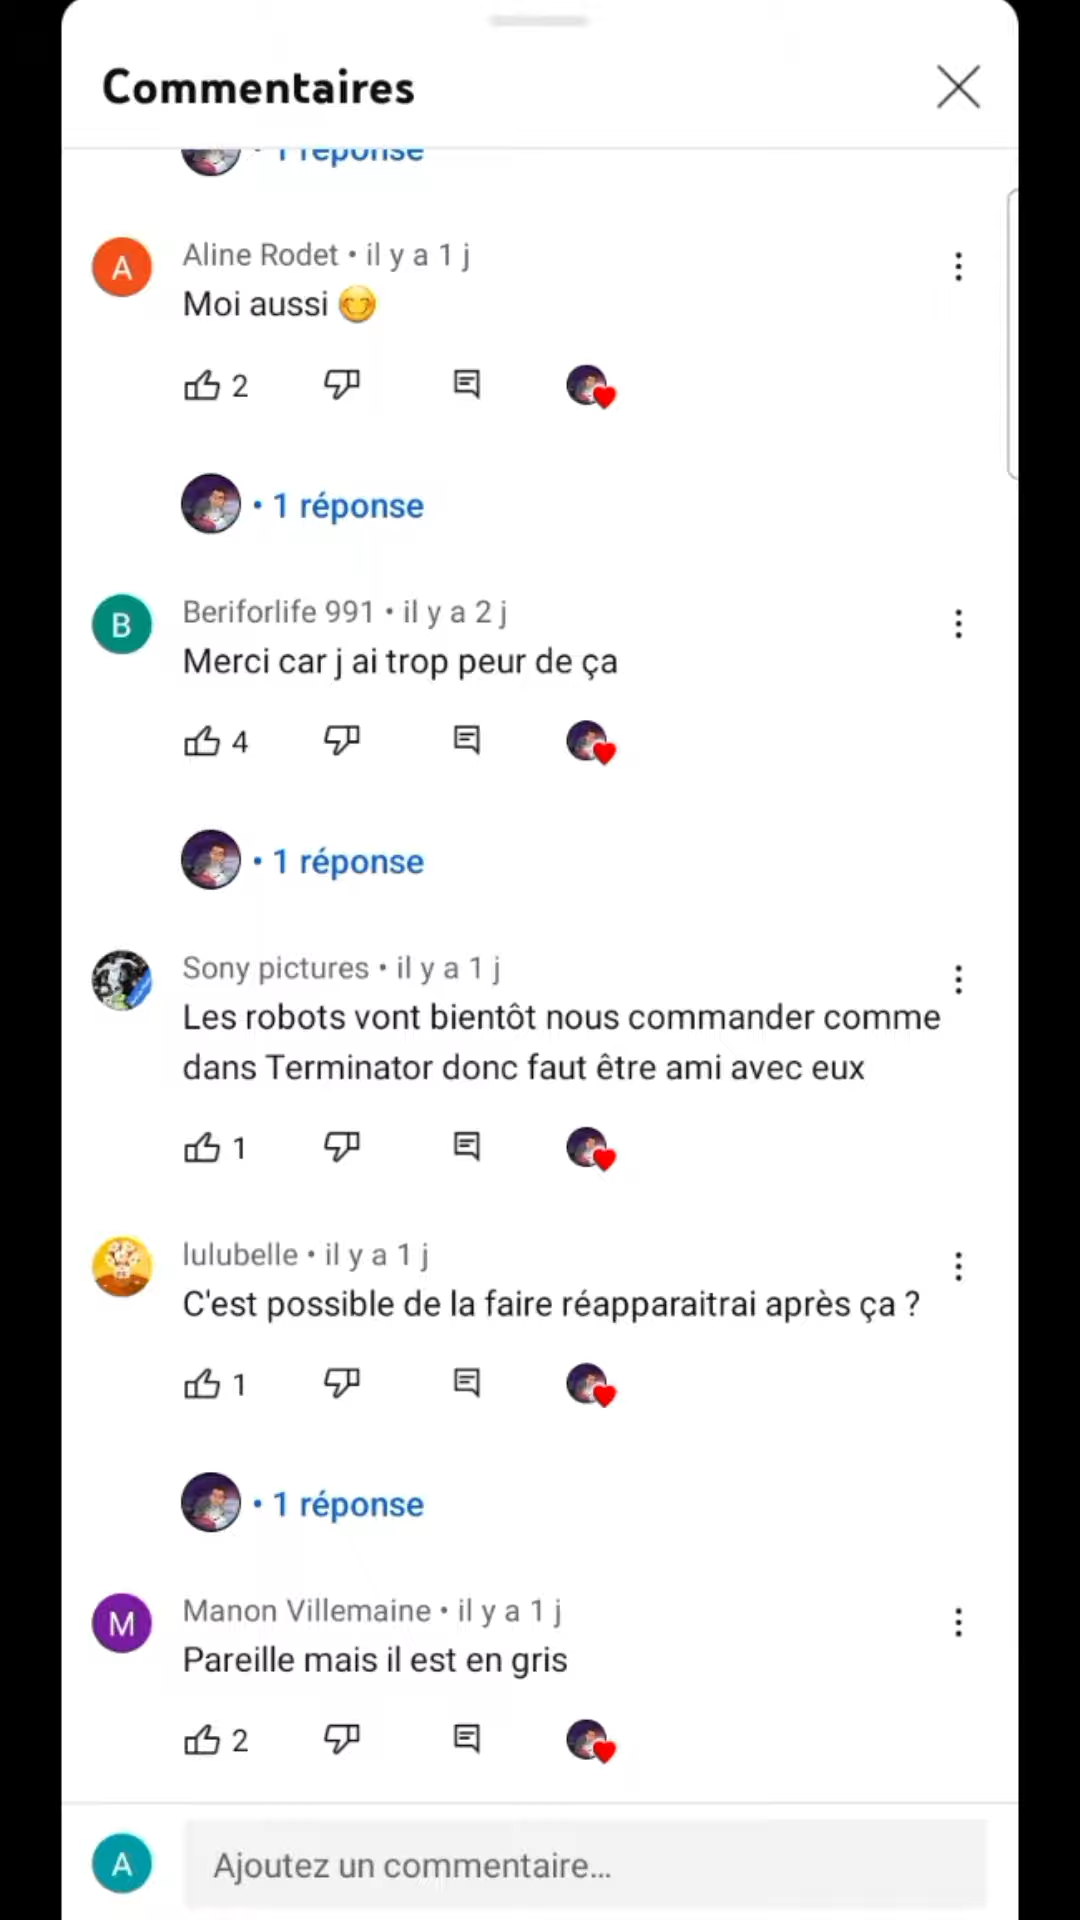 Commentaires
• 1 réponse
A
Aline Rodet • il y a 1 j
Moi aussi 😊
2
• 1 réponse
B
Beriforlife 991 • il y a 2 j
Merci car j ai trop peur de ça
4
• 1 réponse
Sony pictures • il y a 1 j
Les robots vont bientôt nous commander comme
dans Terminator donc faut être ami avec eux
1
lulubelle • il y a 1 j
C'est possible de la faire réapparaitrai après ça ?
1
• 1 réponse
M
Manon Villemaine • il y a 1 j
Pareille mais il est en gris
2
A
Ajoutez un commentaire...